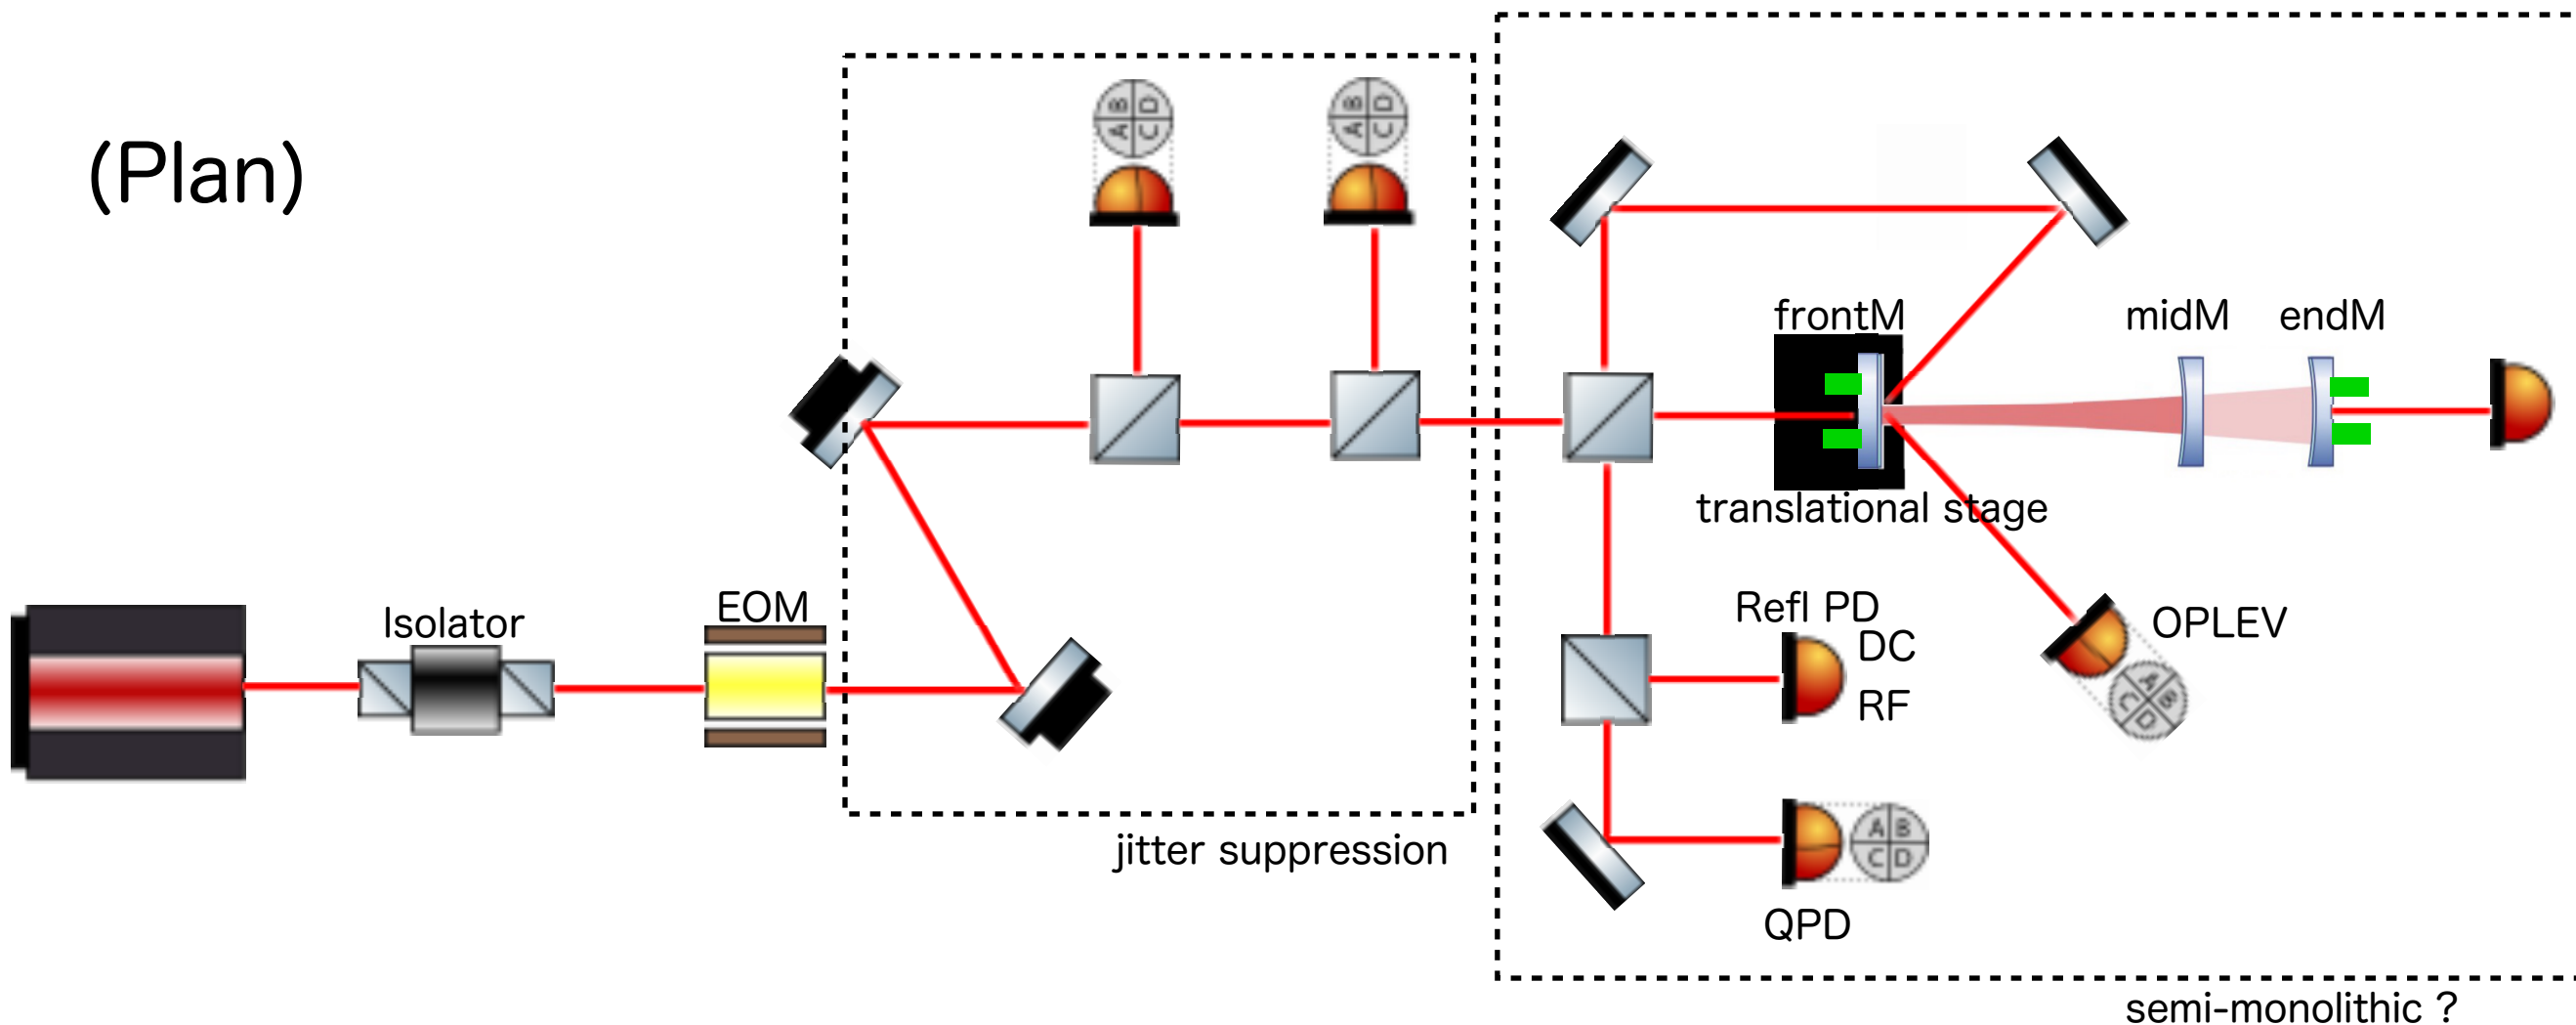 (Plan)
A B
C D
A B
C D
frontM
midM
endM
translational stage
Isolator
EOM
Refl PD
DC
RF
OPLEV
A B
C D
jitter suppression
A B
C D
QPD
semi-monolithic ?